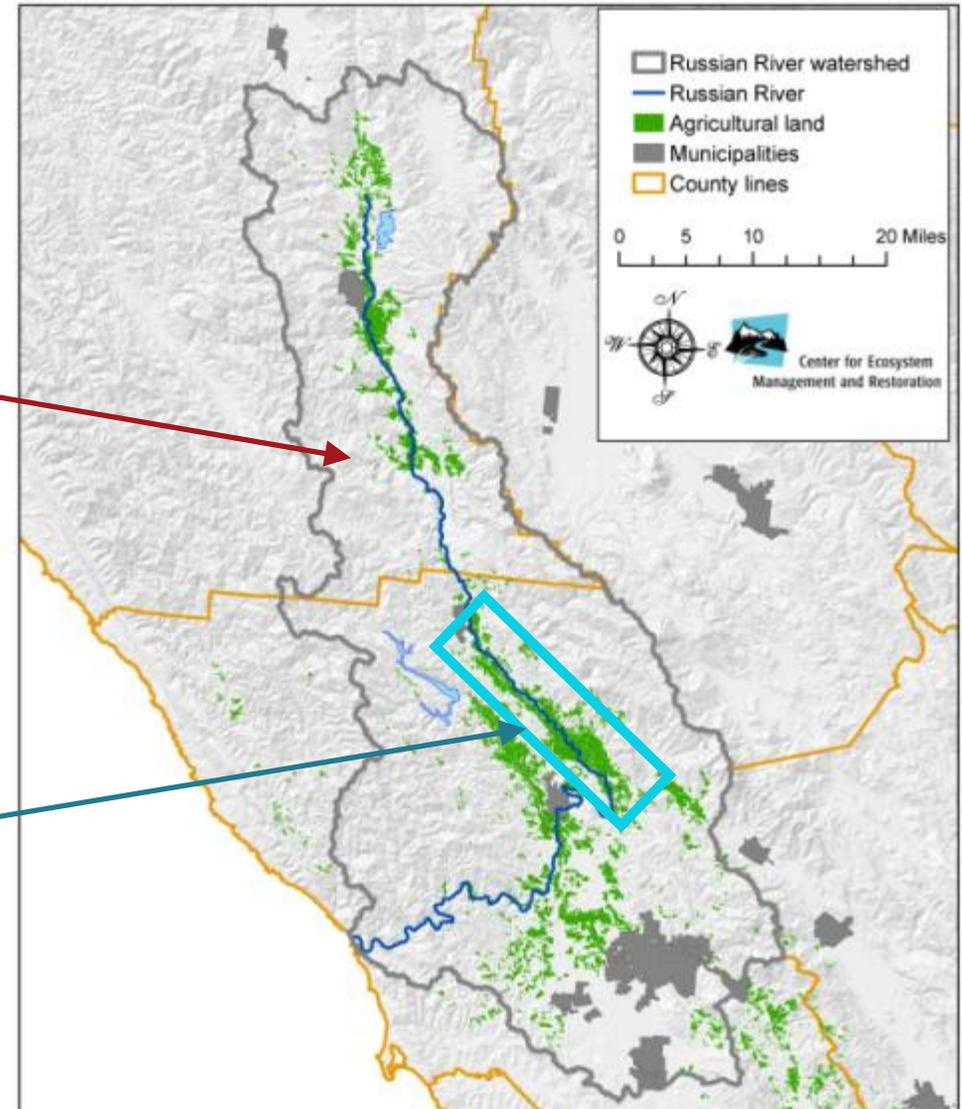 Russian River watershed
Russian River
Agricultural land
Municipalities
County lines
0 5 10 20 Miles
N
W E
S
Center for Ecosystem
Management and Restoration